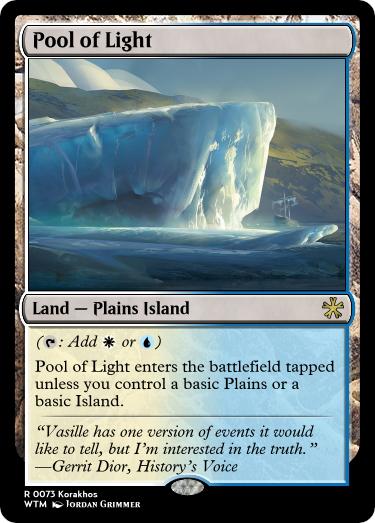 Pool of Light
Land — Plains Island
(: Add or )
Pool of Light enters the battlefield tapped
unless you control a basic Plains or a
basic Island.
“Vasille has one version of events it would
like to tell, but I’m interested in the truth.”
—Gerrit Dior, History’s Voice
R 0073 Korakhos
WTM Jordan Grimmer